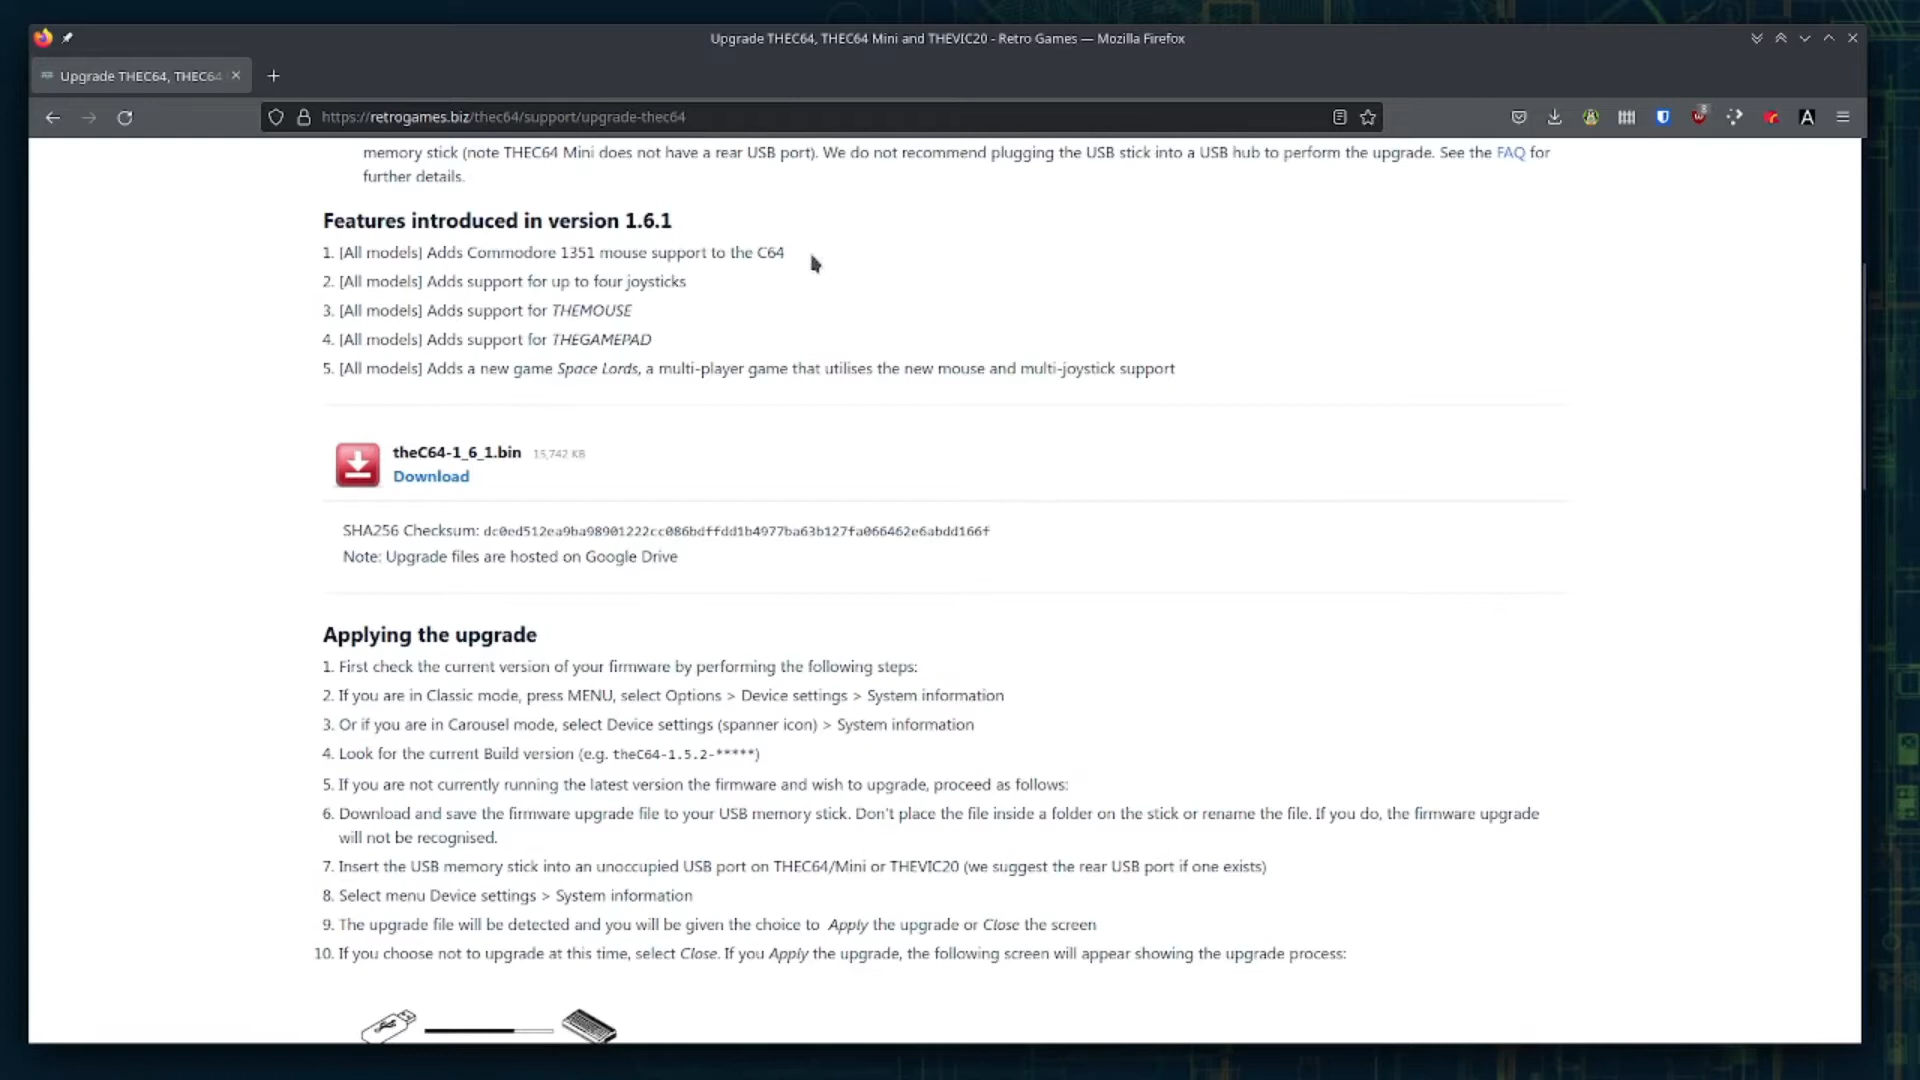 Upgrade THEC64, THEC64 Mini and THEVIC20 - Retro Games — Mozilla Firefox
Upgrade THEC64, THEC64
https://retrogames.biz/thec64/support/upgrade-thec64
memory stick (note THEC64 Mini does not have a rear USB port). We do not recommend plugging the USB stick into a USB hub to perform the upgrade. See the FAQ for
further details.
Features introduced in version 1.6.1
1. [All models] Adds Commodore 1351 mouse support to the C64
2. [All models] Adds support for up to four joysticks
3. [All models] Adds support for THEMOUSE
4. [All models] Adds support for THEGAMEPAD
5. [All models] Adds a new game Space Lords, a multi-player game that utilises the new mouse and multi-joystick support
theC64-1_6_1.bin 15,742 KB
Download
SHA256 Checksum: dc0ed512ea9ba98901222cc086bdffdd1b4977ba63b127fa066462e6abdd166f
Note: Upgrade files are hosted on Google Drive
Applying the upgrade
1. First check the current version of your firmware by performing the following steps:
2. If you are in Classic mode, press MENU, select Options > Device settings > System information
3. Or if you are in Carousel mode, select Device settings (spanner icon) > System information
4. Look for the current Build version (e.g. theC64-1.5.2-*****)
5. If you are not currently running the latest version the firmware and wish to upgrade, proceed as follows:
6. Download and save the firmware upgrade file to your USB memory stick. Don't place the file inside a folder on the stick or rename the file. If you do, the firmware upgrade
will not be recognised.
7. Insert the USB memory stick into an unoccupied USB port on THEC64/Mini or THEVIC20 (we suggest the rear USB port if one exists)
8. Select menu Device settings > System information
9. The upgrade file will be detected and you will be given the choice to Apply the upgrade or Close the screen
10. If you choose not to upgrade at this time, select Close. If you Apply the upgrade, the following screen will appear showing the upgrade process: